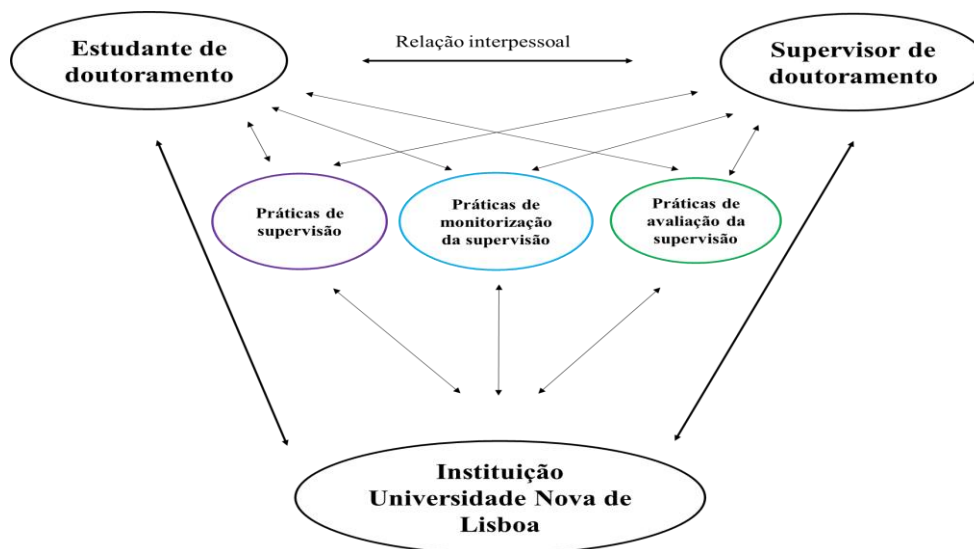 Estudante de
doutoramento
Relação interpessoal
Supervisor de
doutoramento
Práticas de
supervisão
Práticas de
monitorização
da supervisão
Práticas de
avaliação da
supervisão
Instituição
Universidade Nova de
Lisboa